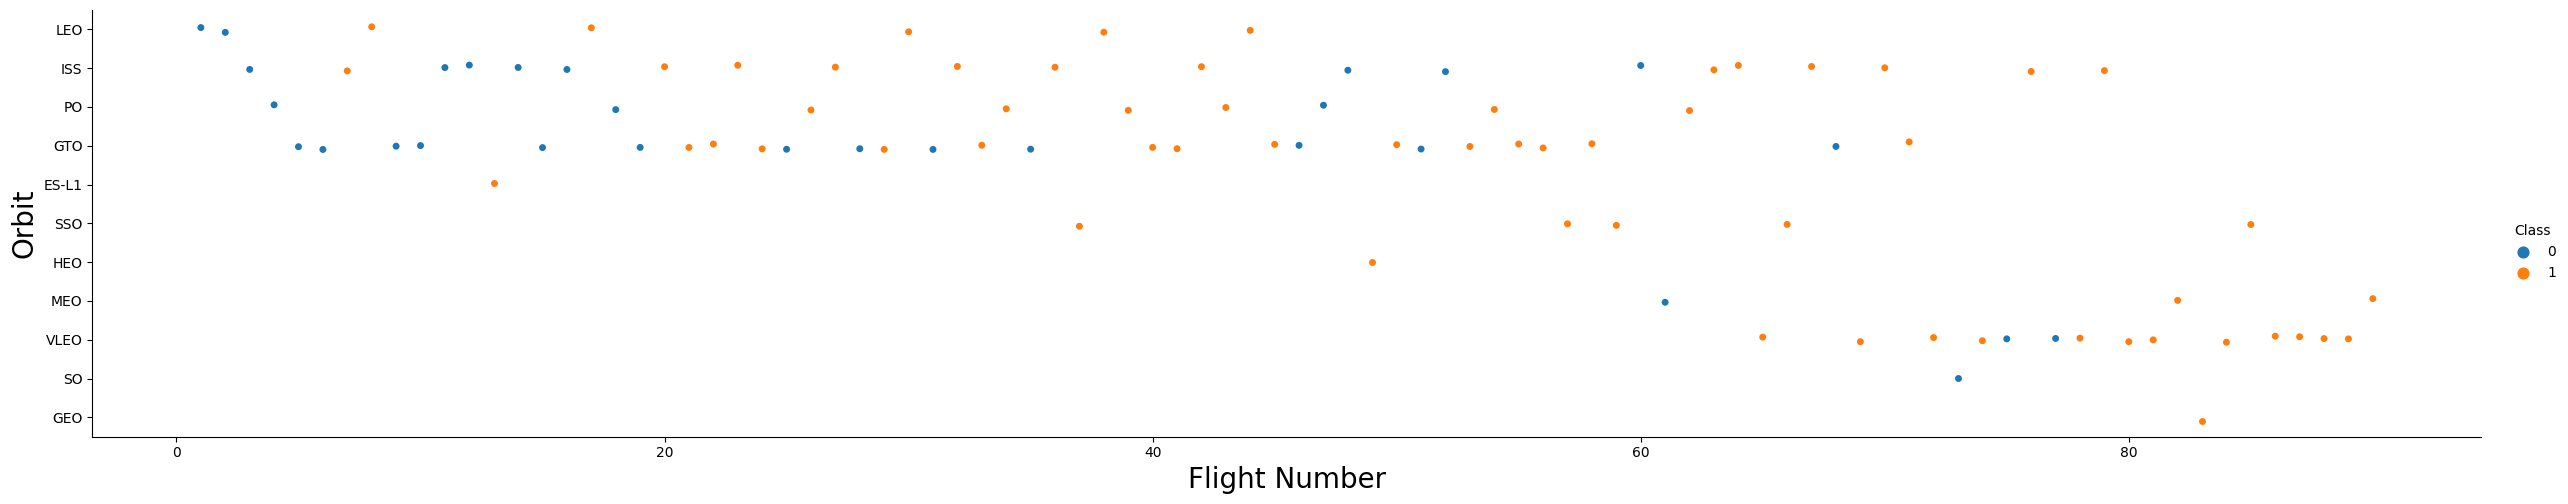 LEO
ISS
PO
GTO
ES-L1
SSO
HEO
MEO
VLEO
SO
GEO
Orbit
0 20 40 60 80
Flight Number
Class
0
1